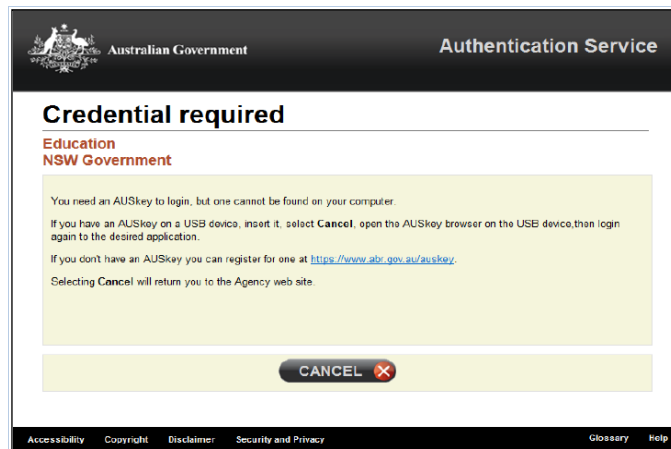 Australian Government
Authentication Service
Credential required
Education
NSW Government
You need an AUSkey to login, but one cannot be found on your computer.
If you have an AUSkey on a USB device, insert it, select Cancel, open the AUSkey browser on the USB device,then login
again to the desired application.
If you don't have an AUSkey you can register for one at https://www.abr.gov.au/auskey.
Selecting Cancel will return you to the Agency web site.
CANCEL
Accessibility Copyright Disclaimer Security and Privacy Glossary Help